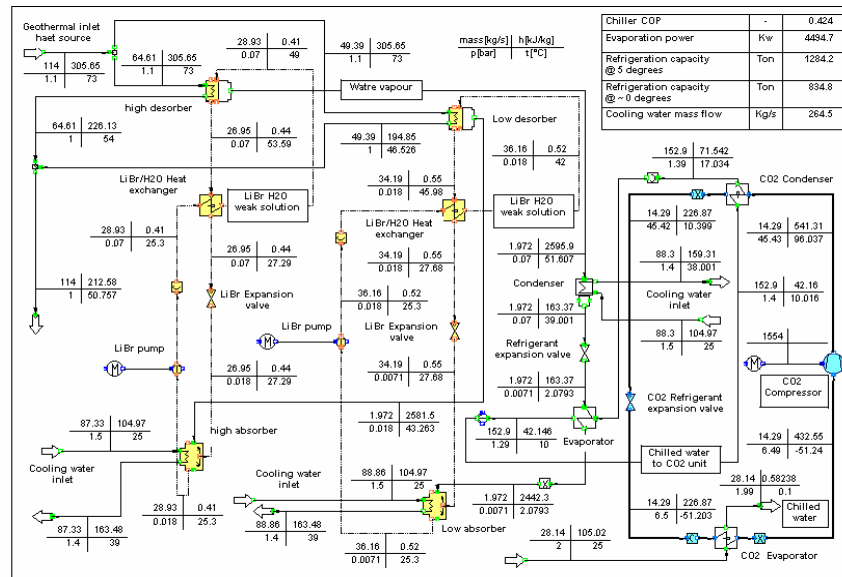 Geothermal inlet
haet source
114 305.65
1.1 73
64.61 305.65
1.1 73
28.93 0.41
0.07 49
49.39 305.65
1.1 73
mass[kg/s] h[kJ/kg]
p[bar] t[°C]
Chiller COP - 0.424
Evaporation power Kw 4494.7
Refrigeration capacity
@ 5 degrees Ton 1284.2
Refrigeration capacity
@ ~ 0 degrees Ton 834.8
Cooling water mass flow Kg/s 264.5
high desorber
Watre vapour
Low desorber
64.61 226.13
1 54
26.95 0.44
0.07 53.59
49.39 194.85
1 46.526
36.16 0.52
0.018 42
152.9 71.542
1.39 17.034
CO2 Condenser
LiBr/H2O Heat
exchanger
LiBr H2O
weak solution
34.19 0.55
0.018 45.98
LiBr/H2O Heat
exchanger
LiBr H2O
weak solution
14.29 226.87
45.42 10.399
14.29 541.31
45.43 96.037
28.93 0.41
0.07 25.3
26.95 0.44
0.07 27.29
34.19 0.55
0.018 27.68
1.972 2595.9
0.07 51.607
88.3 159.31
1.4 38.001
Condenser
Cooling water
inlet
152.9 42.16
1.4 10.016
114 212.58
1 50.757
LiBr Expansion
valve
36.16 0.52
0.018 25.3
1.972 163.37
0.07 39.001
88.3 104.97
1.5 25
LiBr pump
M
LiBr pump
M
LiBr Expansion
valve
Refrigerant
expansion valve
1554
M
CO2
Compressor
26.95 0.44
0.018 27.29
34.19 0.55
0.0071 27.68
1.972 163.37
0.0071 2.0793
CO2 Refrigerant
expansion valve
high absorber
1.972 2581.5
0.018 43.263
152.9 42.146
1.29 10
Evaporator
Chilled water
to CO2 unit
14.29 432.55
6.49 -51.24
87.33 104.97
1.5 25
Cooling water
inlet
Cooling water
inlet
88.86 104.97
1.5 25
1.972 2442.3
0.0071 2.0793
14.29 226.87
6.5 -51.203
28.14 0.58238
1.99 0.1
Chilled
water
28.93 0.41
0.018 25.3
87.33 163.48
1.4 39
88.86 163.48
1.4 39
Low absorber
28.14 105.02
2 25
36.16 0.52
0.0071 25.3
CO2 Evaporator